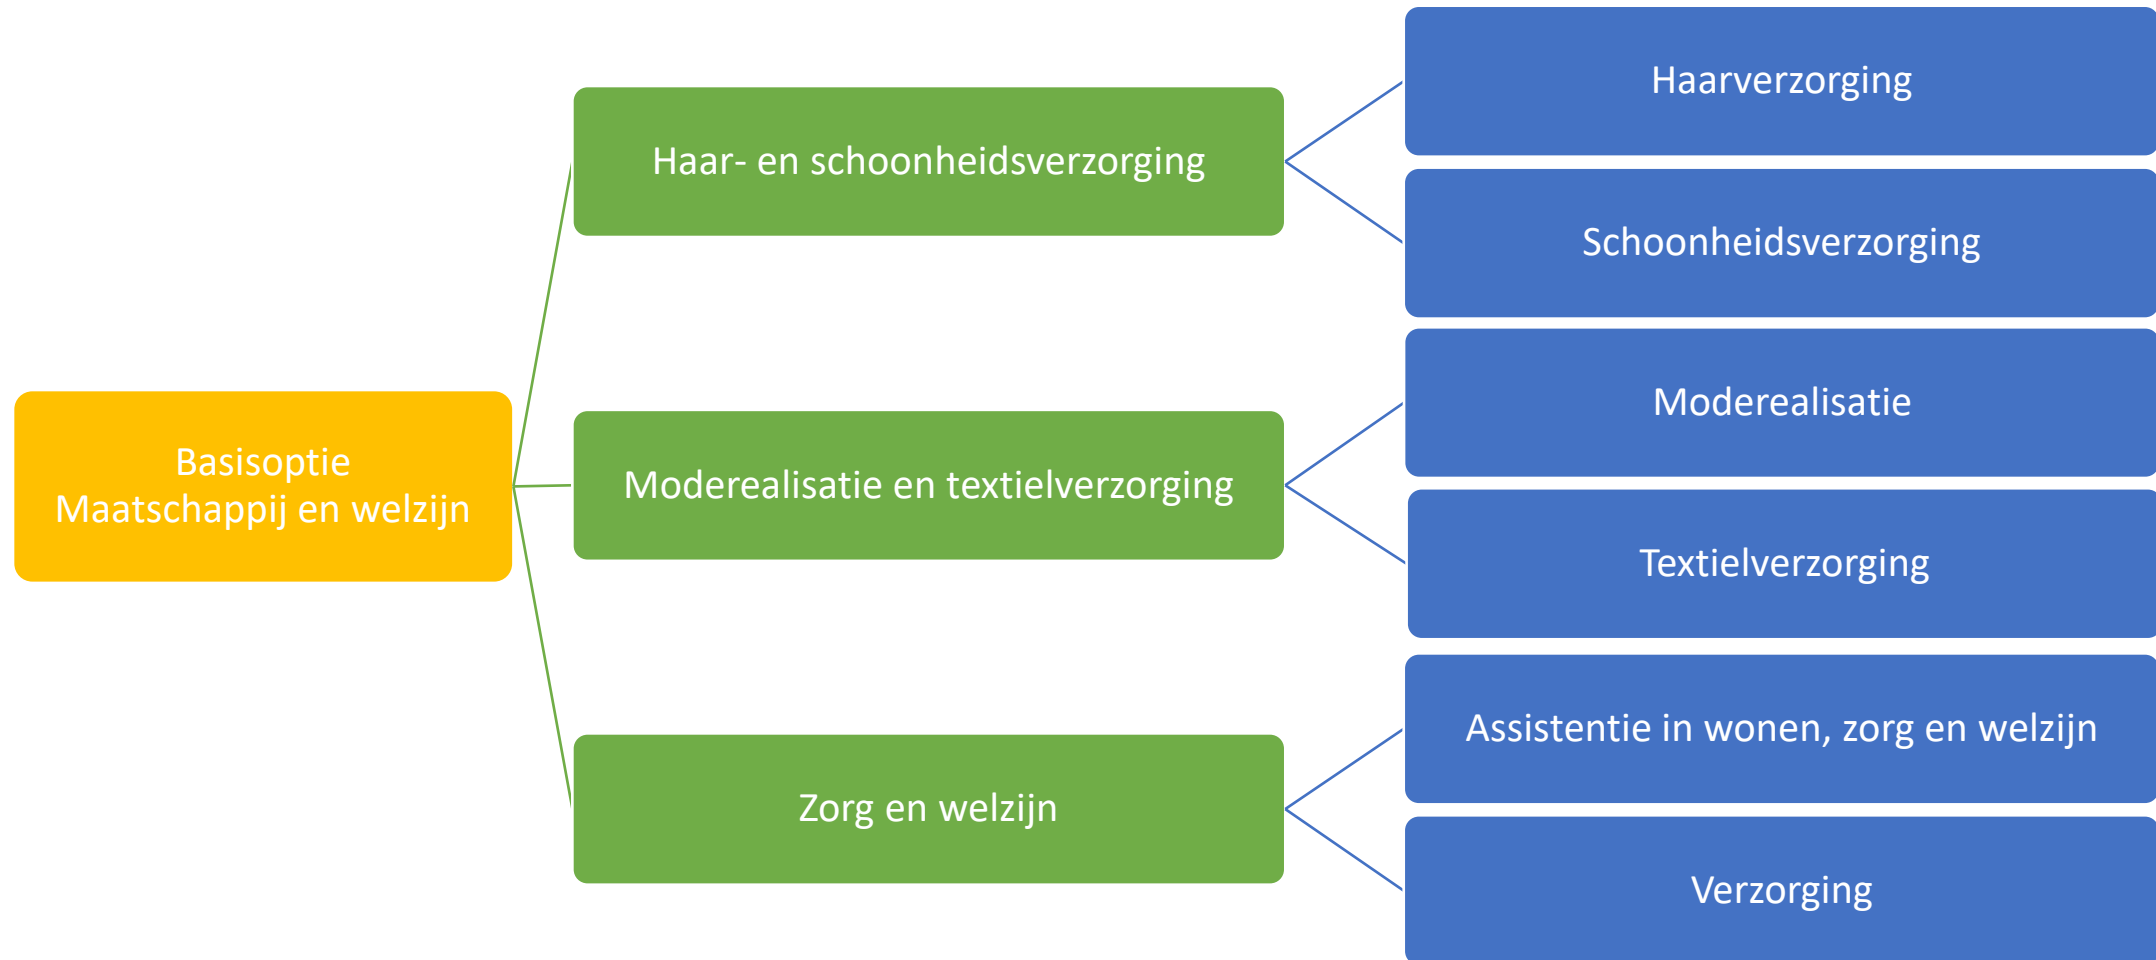 Basisoptie
Maatschappij en welzijn
Haar- en schoonheidsverzorging
Haarverzorging
Schoonheidsverzorging
Moderealisatie en textielverzorging
Moderealisatie
Textielverzorging
Zorg en welzijn
Assistentie in wonen, zorg en welzijn
Verzorging